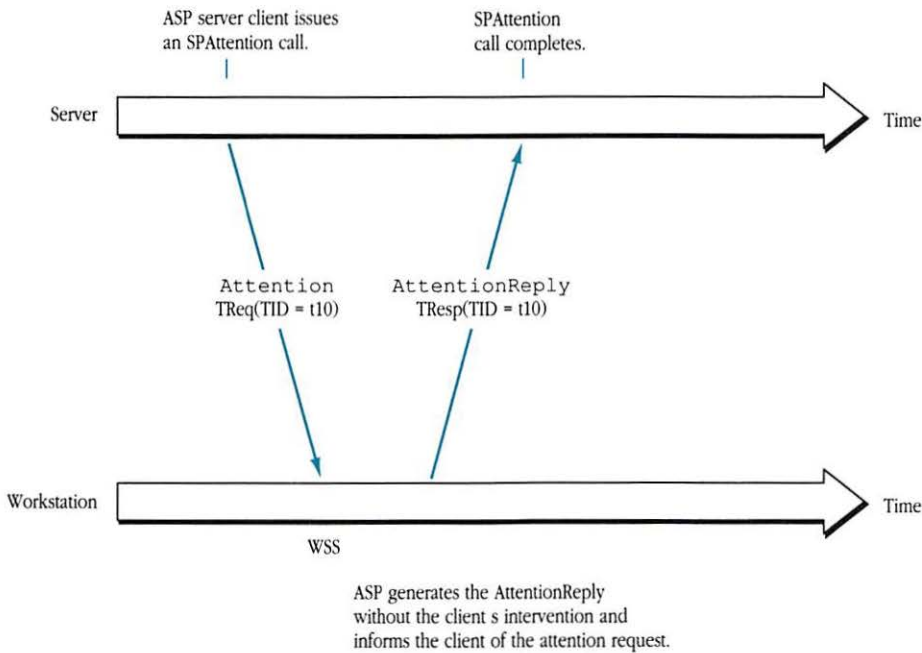 ASP server client issues
an SPAttention call.
SPAttention
call completes.
Server
Time
Attention
TReq(TID = t10)
AttentionReply
TResp(TID = t10)
Workstation
Time
WSS
ASP generates the AttentionReply
without the client s intervention and
informs the client of the attention request.